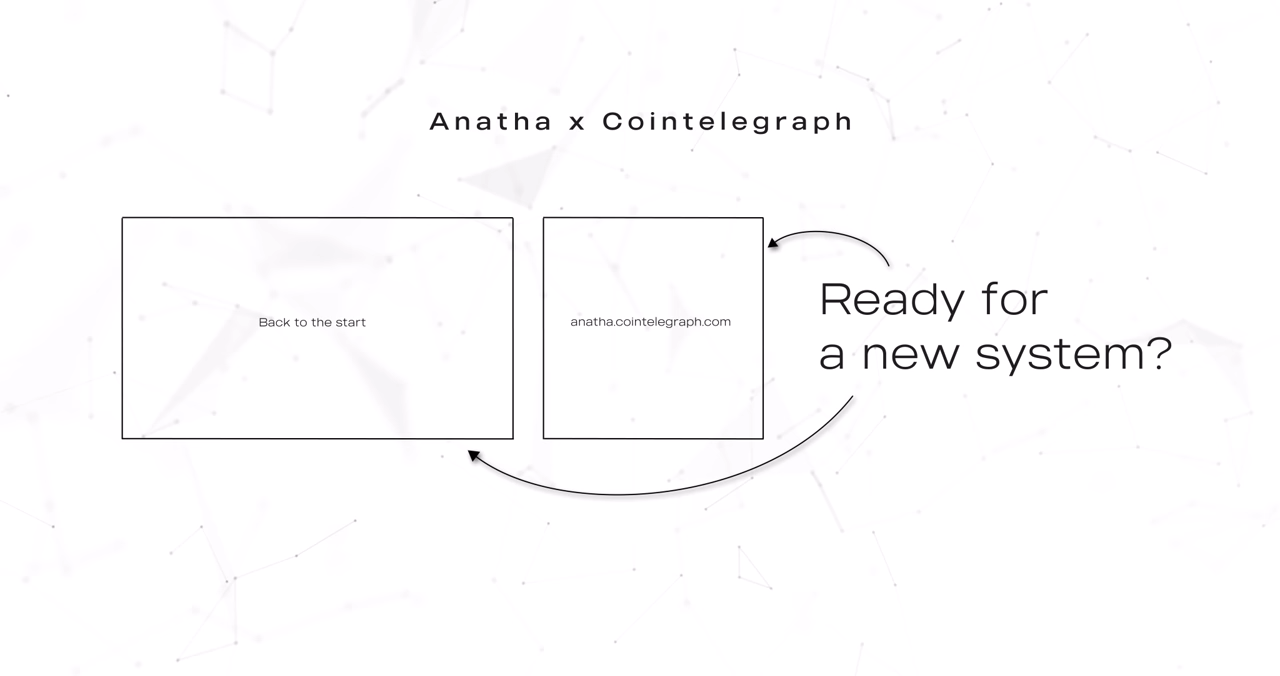 Anatha x Cointelegraph
Back to the start
anatha.cointelegraph.com
Ready for
a new system?